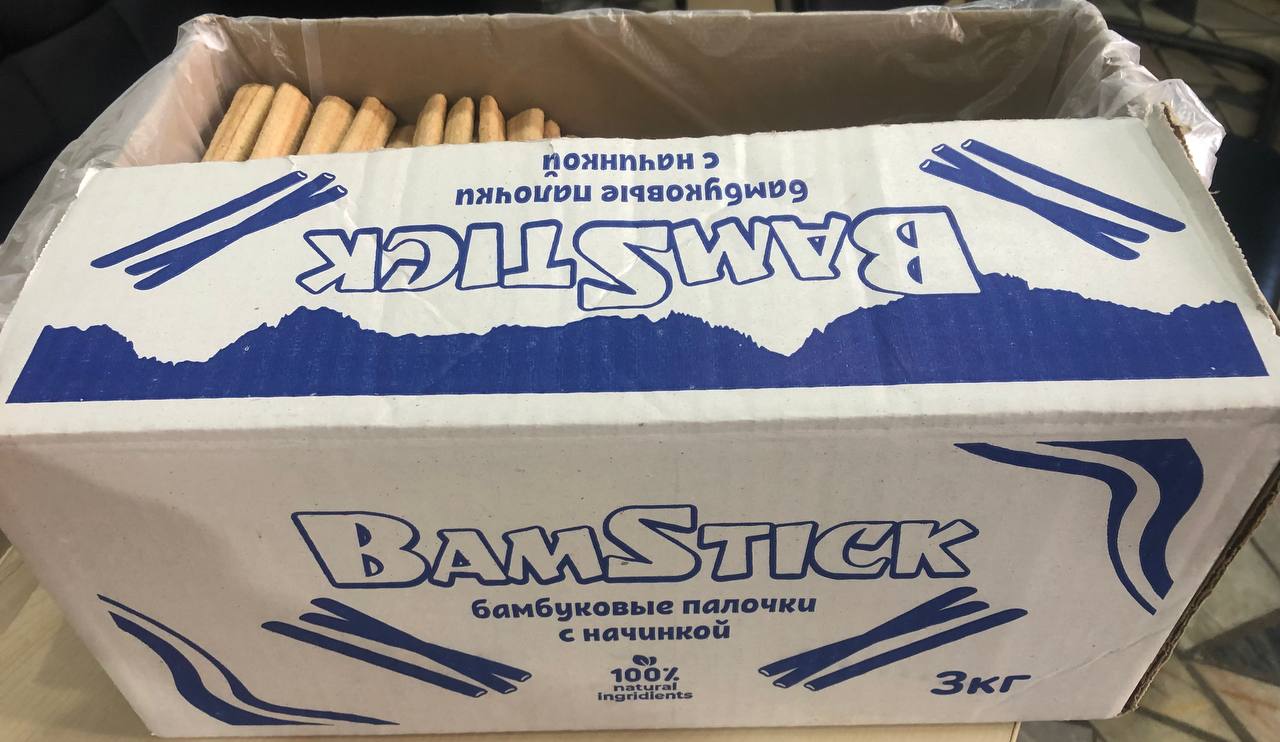 с начинкой
бамбуковые палочки
BAMSTICK
BAMSTICK
бамбуковые палочки
с начинкой
100%
natural
ingridients
3кг